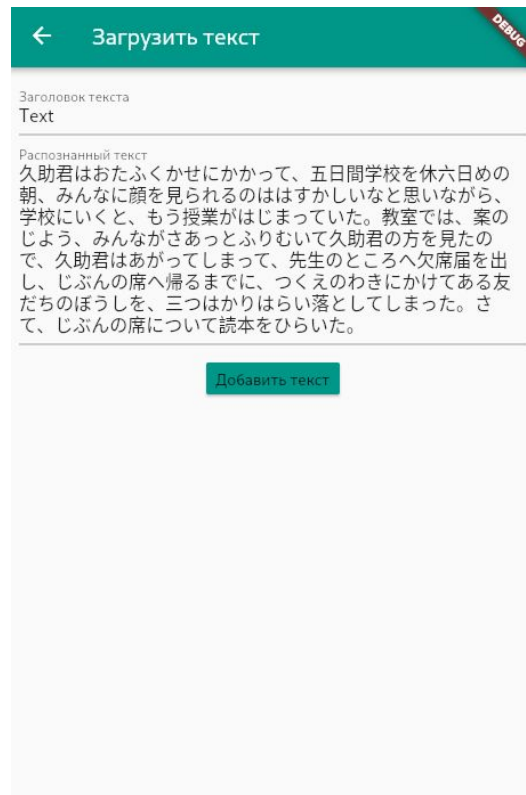 Загрузить текст
DEBUG
Заголовок текста
Text
Распознанный текст
久助君はおたふくかせにかかって、五日間学校を休六日めの
朝、みんなに顔を見られるのははすかしいなと思いながら、
学校にいくと、もう授業がはじまっていた。教室では、案の
じよう、みんながさあっとふりむいて久助君の方を見たの
で、久助君はあがってしまって、先生のところへ欠席届を出
し、じぶんの席へ帰るまでに、つくえのわきにかけてある友
だちのぼうしを、三つはかりはらい落としてしまった。さ
て、じぶんの席について読本をひらいた。
Добавить текст